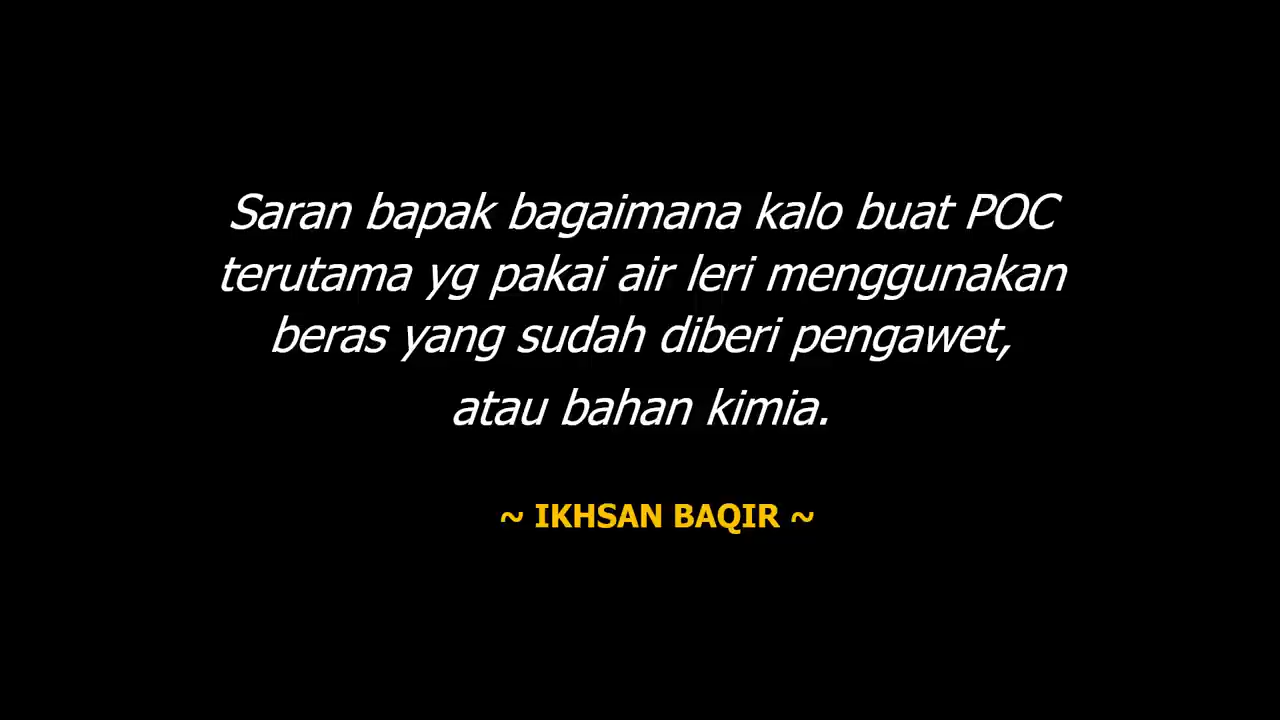 Saran bapak bagaimana kalo buat POC
terutama yg pakai air leri menggunakan
beras yang sudah diberi pengawet,
atau bahan kimia.
~ IKHSAN BAQIR ~